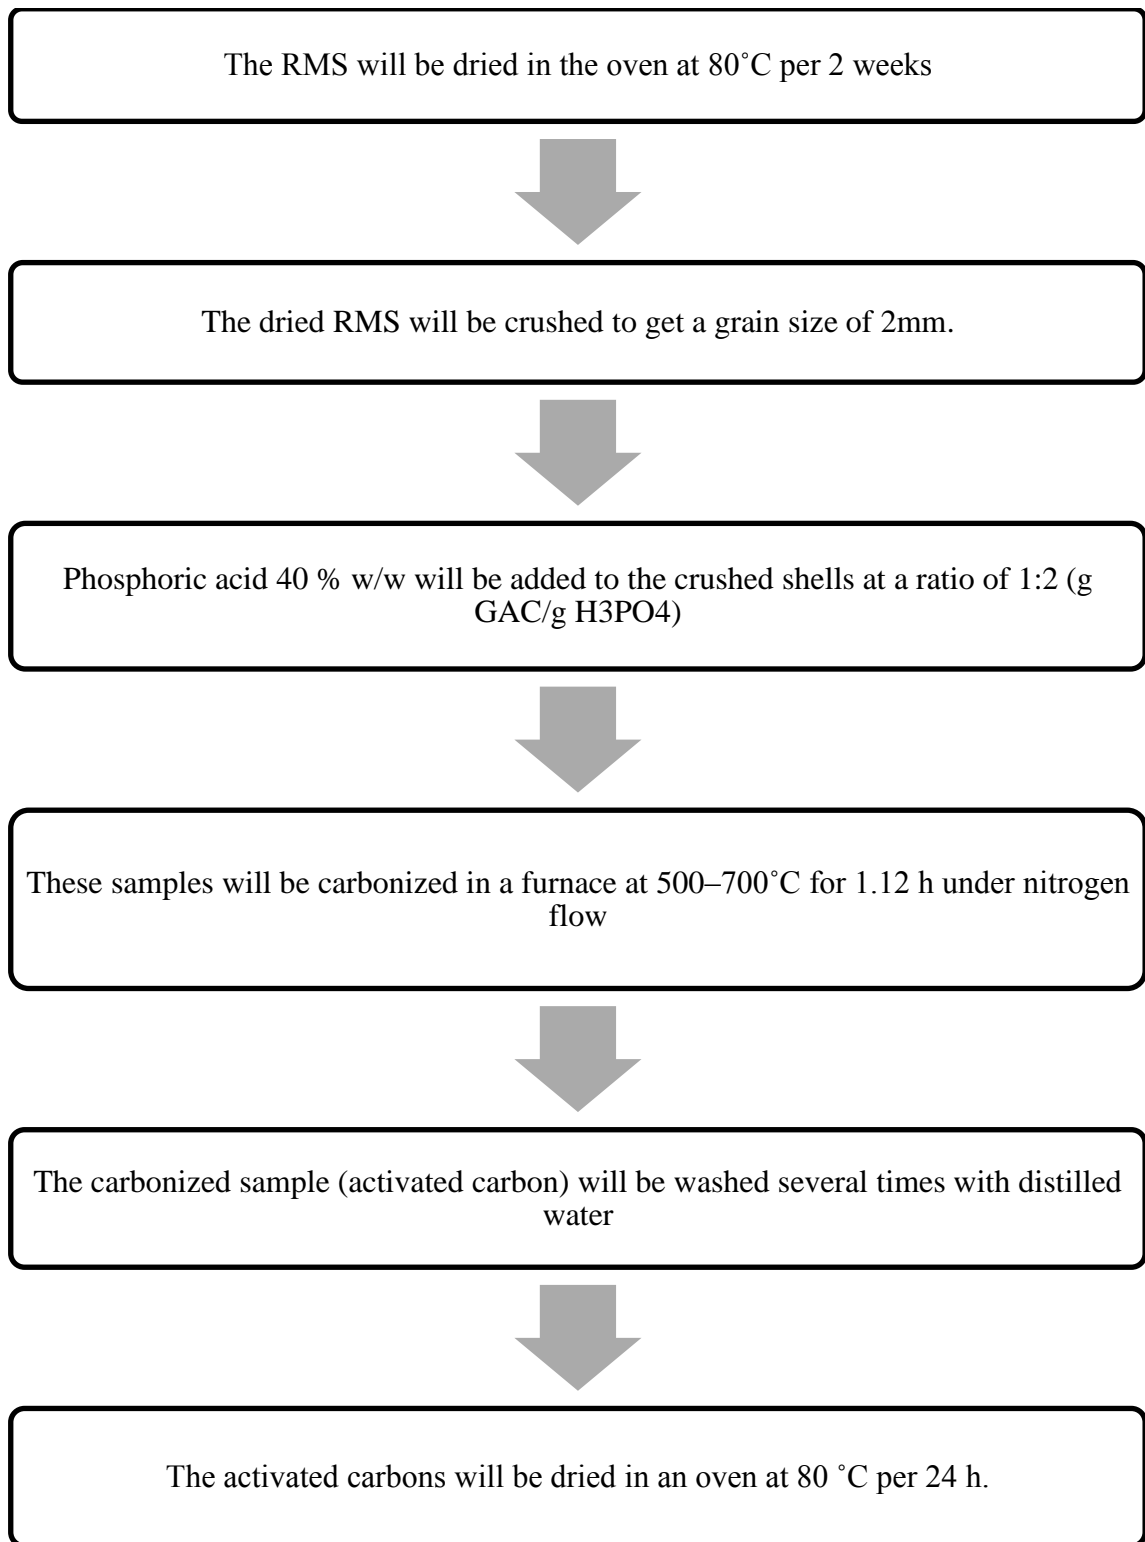 The RMS will be dried in the oven at 80˚C per 2 weeks
The dried RMS will be crushed to get a grain size of 2mm.
Phosphoric acid 40 % w/w will be added to the crushed shells at a ratio of 1:2 (g
GAC/g H3PO4)
These samples will be carbonized in a furnace at 500–700˚C for 1.12 h under nitrogen
flow
The carbonized sample (activated carbon) will be washed several times with distilled
water
The activated carbons will be dried in an oven at 80 ˚C per 24 h.